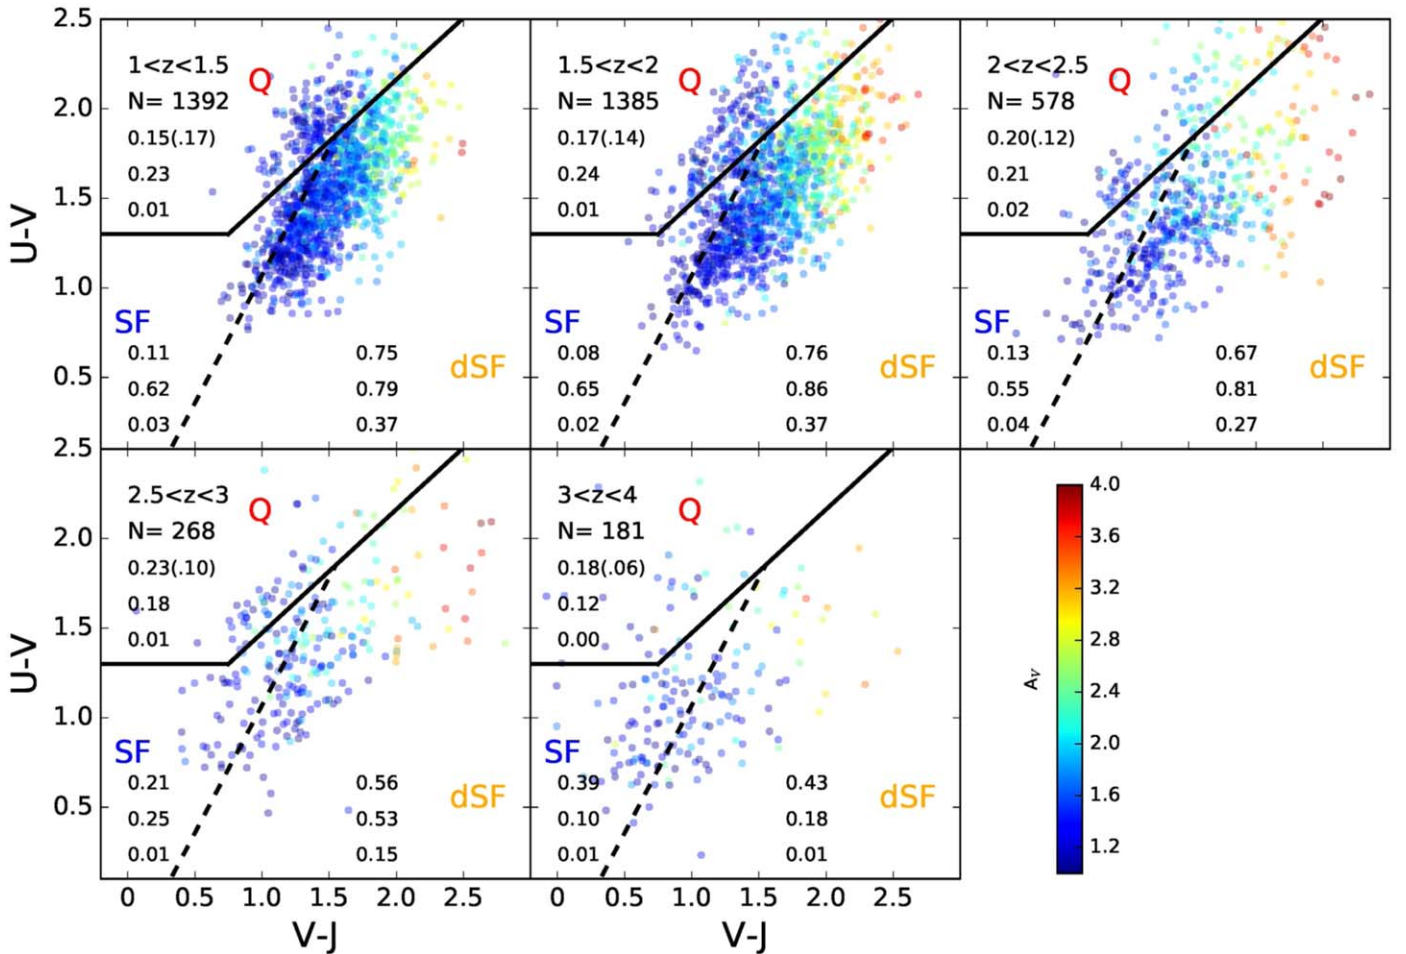 2.5
2.0
1.5
1.0
0.5
U-V
1<z<1.5
Q
N= 1392
0.15(.17)
0.23
0.01
SF
0.11
0.62
0.03
0.75
0.79
0.37
dSF
1.5<z<2
Q
N= 1385
0.17(.14)
0.24
0.01
SF
0.08
0.65
0.02
0.76
0.86
0.37
dSF
2<z<2.5
Q
N= 578
0.20(.12)
0.21
0.02
SF
0.13
0.55
0.04
0.67
0.81
0.27
dSF
2.5
2.0
1.5
1.0
0.5
U-V
2.5<z<3
Q
N= 268
0.23(.10)
0.18
0.01
SF
0.21
0.25
0.01
0.56
0.53
0.15
dSF
0 0.5 1.0 1.5 2.0 2.5
V-J
3<z<4
Q
N= 181
0.18(.06)
0.12
0.00
SF
0.39
0.10
0.01
0.43
0.18
0.01
dSF
0 0.5 1.0 1.5 2.0 2.5
V-J
Av
4.0
3.6
3.2
2.8
2.4
2.0
1.6
1.2